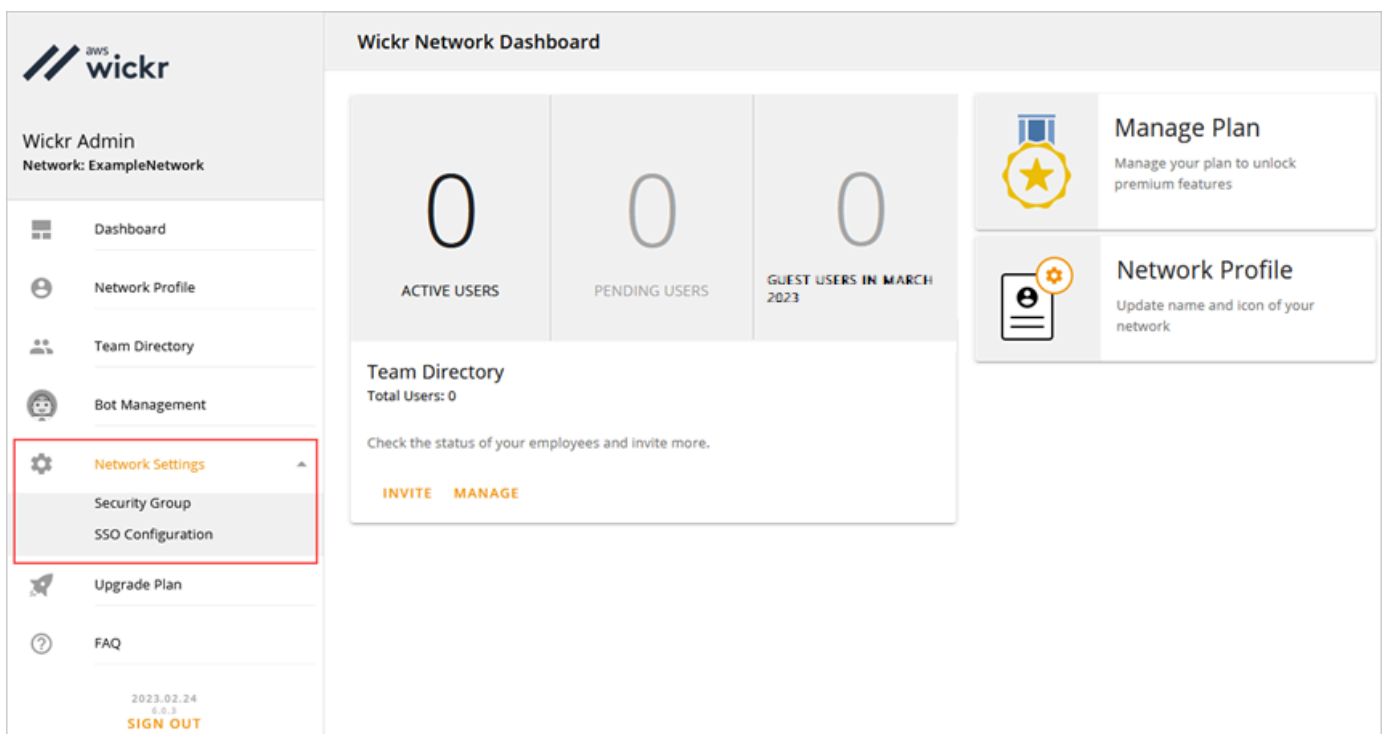 aws
wickr
Wickr Admin
Network: ExampleNetwork
Dashboard
Network Profile
Team Directory
Bot Management
Network Settings
Security Group
SSO Configuration
Upgrade Plan
FAQ
2023.02.24
6.0.3
SIGN OUT
Wickr Network Dashboard
0
ACTIVE USERS
0
PENDING USERS
0
GUEST USERS IN MARCH
2023
Team Directory
Total Users: 0
Check the status of your employees and invite more.
INVITE MANAGE
Manage Plan
Manage your plan to unlock
premium features
Network Profile
Update name and icon of your
network